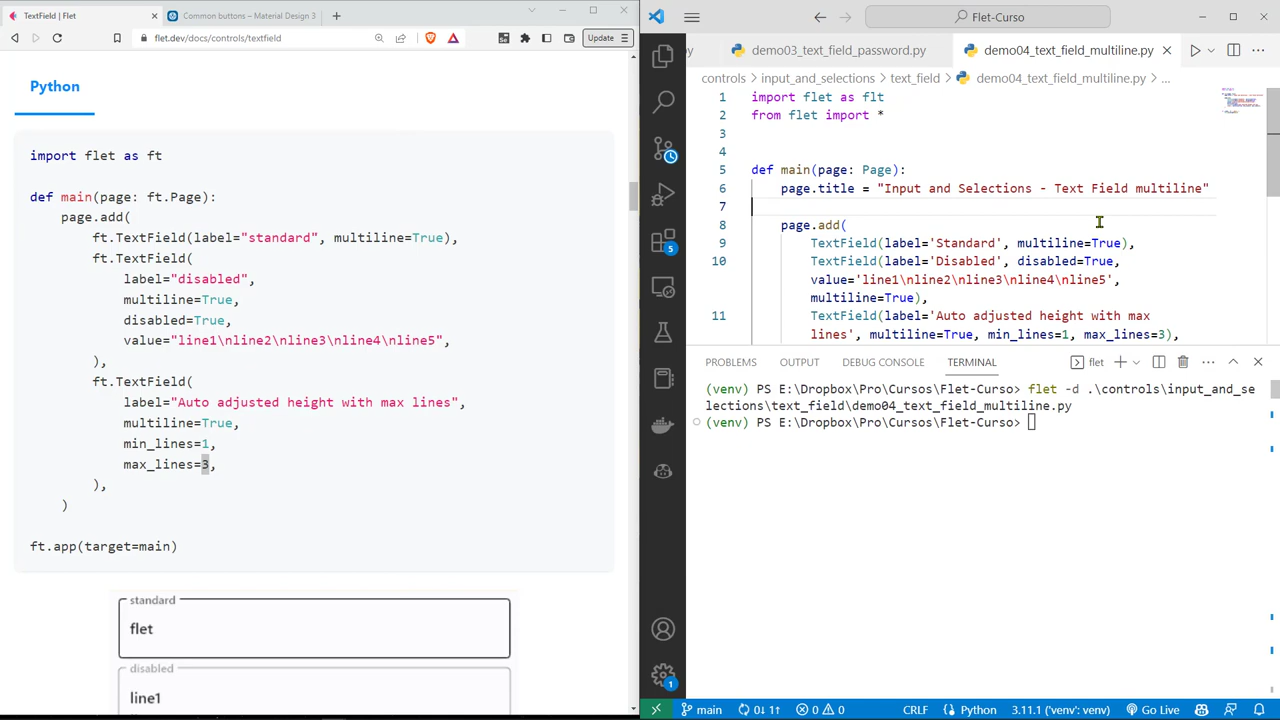 TextField | Flet
Common buttons – Material Design 3
flet.dev/docs/controls/textfield
Update
Python
import flet as ft
def main(page: ft.Page):
page.add(
ft.TextField(label="standard", multiline=True),
ft.TextField(
label="disabled",
multiline=True,
disabled=True,
value="line1\nline2\nline3\nline4\nline5",
),
ft.TextField(
label="Auto adjusted height with max lines",
multiline=True,
min_lines=1,
max_lines=3,
),
)
ft.app(target=main)
standard
flet
disabled
line1
Flet-Curso
py
demo03_text_field_password.py
demo04_text_field_multiline.py
controls > input_and_selections > text_field > demo04_text_field_multiline.py > ...
1 import flet as flt
2 from flet import *
3
4
5 def main(page: Page):
6 page.title = "Input and Selections - Text Field multiline"
7
8 page.add(
9 TextField(label='Standard', multiline=True),
10 TextField(label='Disabled', disabled=True,
value='line1\nline2\nline3\nline4\nline5',
multiline=True),
11 TextField(label='Auto adjusted height with max
lines', multiline=True, min_lines=1, max_lines=3),
PROBLEMS OUTPUT DEBUG CONSOLE TERMINAL flet
(venv) PS E:\Dropbox\Pro\Cursos\Flet-Curso> flet -d .\controls\input_and_se
lections\text_field\demo04_text_field_multiline.py
(venv) PS E:\Dropbox\Pro\Cursos\Flet-Curso>
5
1
main 0↓ 1↑ 0 0 CRLF Python 3.11.1 ('venv': venv) Go Live